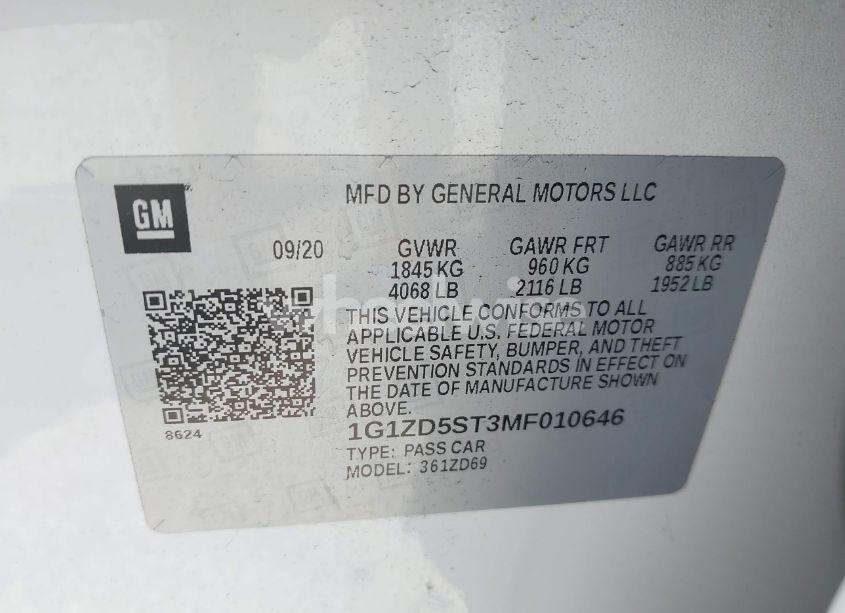 GM
MFD BY GENERAL MOTORS LLC
09/20 GVWR GAWR FRT GAWR RR
1845 KG 960 KG 885 KG
4068 LB 2116 LB 1952 LB
THIS VEHICLE CONFORMS TO ALL
APPLICABLE U.S. FEDERAL MOTOR
VEHICLE SAFETY, BUMPER, AND THEFT
PREVENTION STANDARDS IN EFFECT ON
THE DATE OF MANUFACTURE SHOWN
ABOVE.
8624
1G1ZD5ST3MF010646
TYPE: PASS CAR
MODEL: 361ZD69